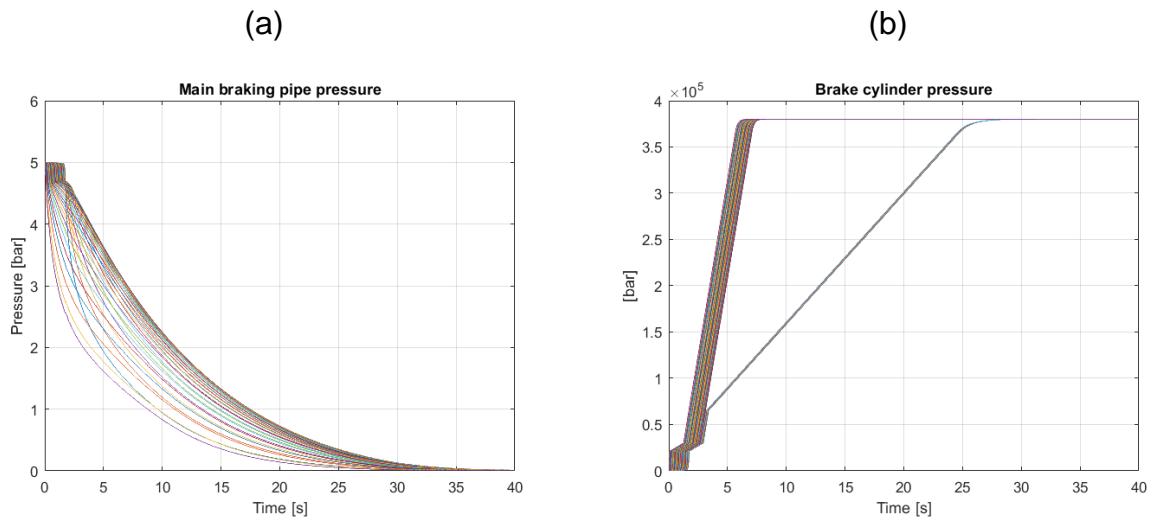 (a)
(b)
Main braking pipe pressure
6
5
4
3
2
1
0
Pressure [bar]
0 5 10 15 20 25 30 35 40
Time [s]
Brake cylinder pressure
×10⁵
4
3.5
3
2.5
2
1.5
1
0.5
0
[bar]
0 5 10 15 20 25 30 35 40
Time [s]